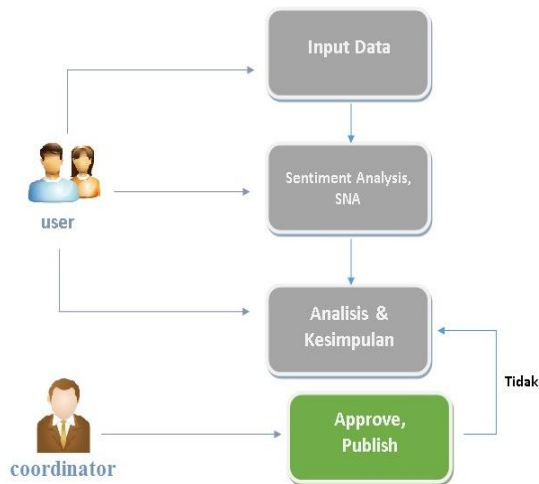 Input Data
Sentiment Analysis,
SNA
user
Analisis &
Kesimpulan
Tidak
Approve,
Publish
coordinator